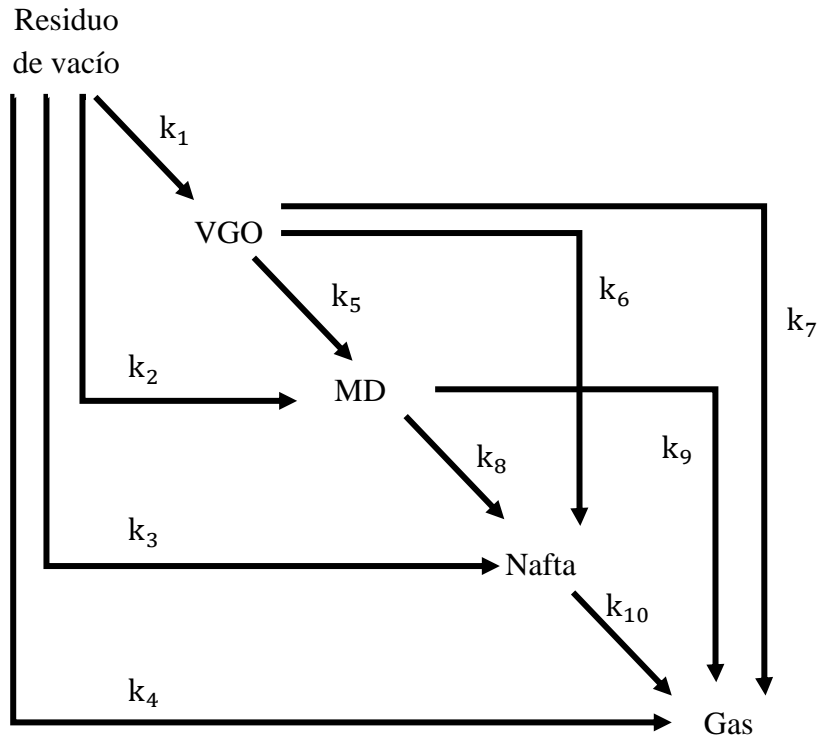 Residuo
de vacío
k₁
VGO
k₅
k₆
k₇
k₂
MD
k₈
k₉
k₃
Nafta
k₁₀
k₄
Gas